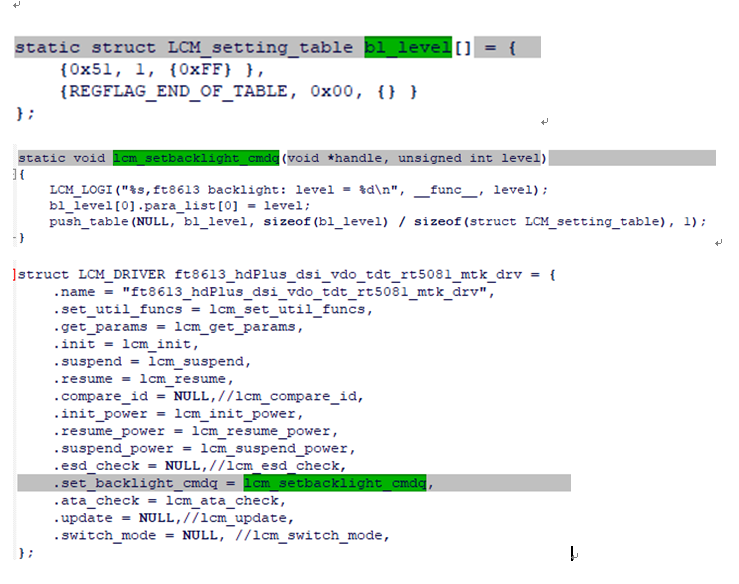 static struct LCM_setting_table bl_level[] = {
{0x51, 1, {0xFF} },
{REGFLAG_END_OF_TABLE, 0x00, {} }
};
static void lcm_setbacklight_cmdq(void *handle, unsigned int level)
{
LCM_LOGI("%s,ft8613 backlight: level = %d\n", __func__, level);
bl_level[0].para_list[0] = level;
push_table(NULL, bl_level, sizeof(bl_level) / sizeof(struct LCM_setting_table), 1);
}
struct LCM_DRIVER ft8613_hdPlus_dsi_vdo_tdt_rt5081_mtk_drv = {
.name = "ft8613_hdPlus_dsi_vdo_tdt_rt5081_mtk_drv",
.set_util_funcs = lcm_set_util_funcs,
.get_params = lcm_get_params,
.init = lcm_init,
.suspend = lcm_suspend,
.resume = lcm_resume,
.compare_id = NULL,//lcm_compare_id,
.init_power = lcm_init_power,
.resume_power = lcm_resume_power,
.suspend_power = lcm_suspend_power,
.esd_check = NULL,//lcm_esd_check,
.set_backlight_cmdq = lcm_setbacklight_cmdq,
.ata_check = lcm_ata_check,
.update = NULL,//lcm_update,
.switch_mode = NULL, //lcm_switch_mode,
};